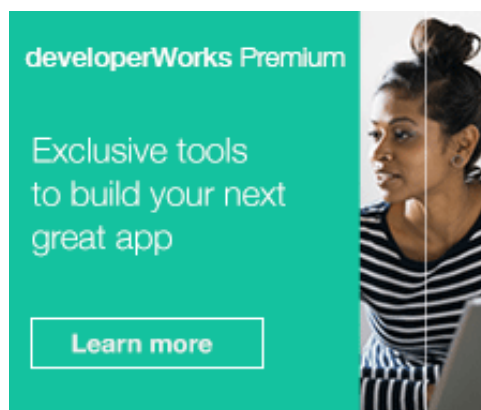 developerWorks Premium
Exclusive tools
to build your next
great app
Learn more